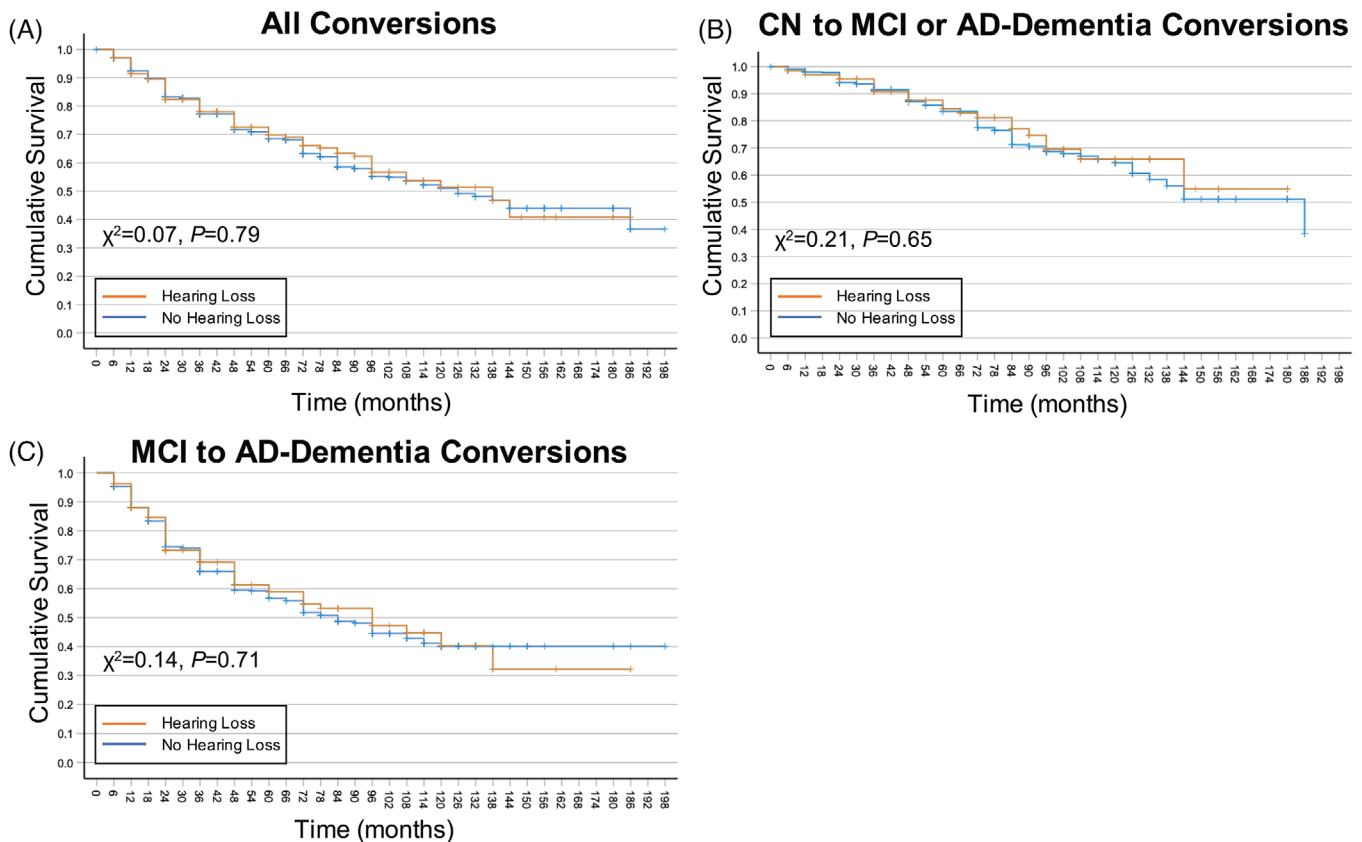 (A) All Conversions
1.0
0.9
0.8
0.7
0.6
0.5
0.4
0.3
0.2
0.1
0.0
Cumulative Survival
χ²=0.07, P=0.79
Hearing Loss
No Hearing Loss
0 6 12 18 24 30 36 42 48 54 60 66 72 78 84 90 96 102 108 114 120 126 132 138 144 150 156 162 174 180 186 192 198
Time (months)
(B) CN to MCI or AD-Dementia Conversions
1.0
0.9
0.8
0.7
0.6
0.5
0.4
0.3
0.2
0.1
0.0
Cumulative Survival
χ²=0.21, P=0.65
Hearing Loss
No Hearing Loss
0 6 12 18 24 30 36 42 48 54 60 66 72 78 84 90 96 102 108 114 120 126 132 138 144 150 156 162 174 180 186 192 198
Time (months)
(C) MCI to AD-Dementia Conversions
1.0
0.9
0.8
0.7
0.6
0.5
0.4
0.3
0.2
0.1
0.0
Cumulative Survival
χ²=0.14, P=0.71
Hearing Loss
No Hearing Loss
0 6 12 18 24 30 36 42 48 54 60 66 72 78 84 90 96 102 108 114 120 126 132 138 144 150 156 162 174 180 186 192 198
Time (months)